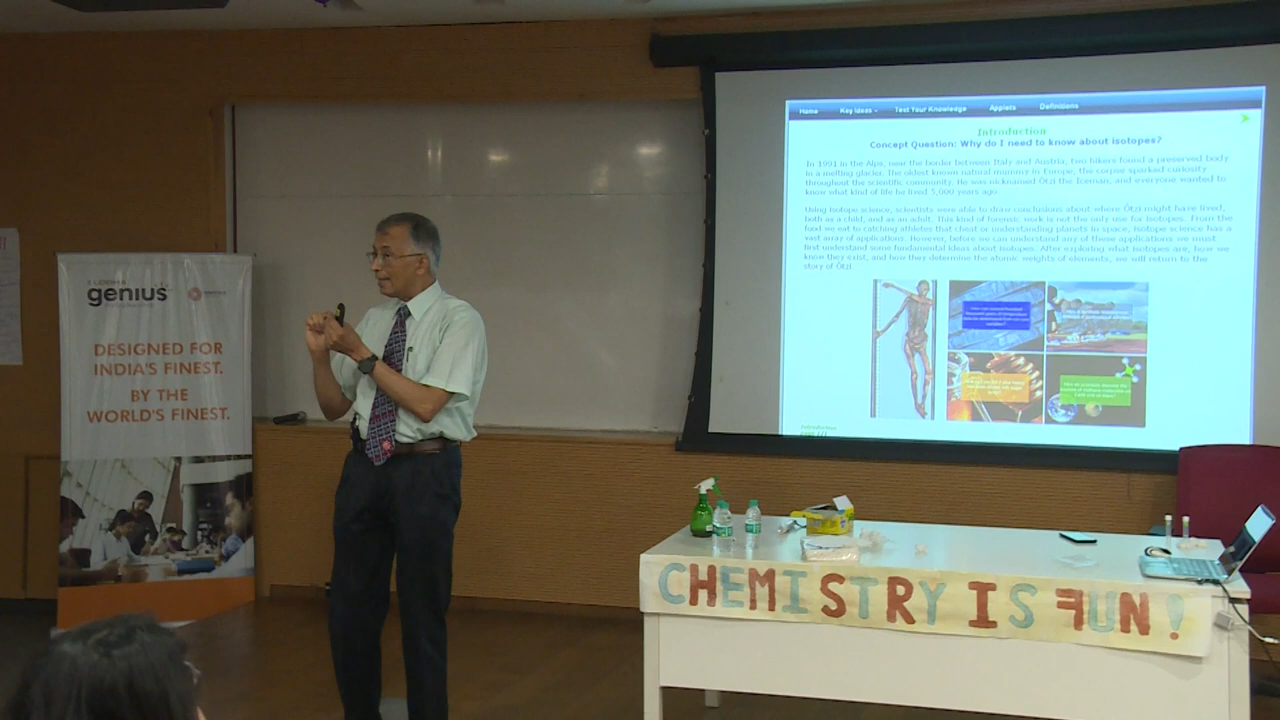 LODHA
genius
DESIGNED FOR
INDIA'S FINEST.
BY THE
WORLD'S FINEST.
Home Key Ideas Test Your Knowledge Applets Definitions
Introduction
Concept Question: Why do I need to know about isotopes?
In 1991 in the Alps, near the border between Italy and Austria, two hikers found a preserved body
in a melting glacier. The oldest known natural mummy in Europe, the corpse sparked curiosity
throughout the scientific community. He was nicknamed Ötzi the Iceman, and everyone wanted to
know what kind of life he lived 5,000 years ago.
Using isotope science, scientists were able to draw conclusions about where Ötzi might have lived,
both as a child, and as an adult. This kind of forensic work is not the only use for isotopes. From the
food we eat to catching athletes that cheat or understanding planets in space, isotope science has a
vast array of applications. However, before we can understand any of these applications we must
first understand some fundamental ideas about isotopes. After exploring what isotopes are, how we
know they exist, and how they determine the atomic weights of elements, we will return to the
story of Ötzi.
Introduction
CHEMISTRY IS FUN!